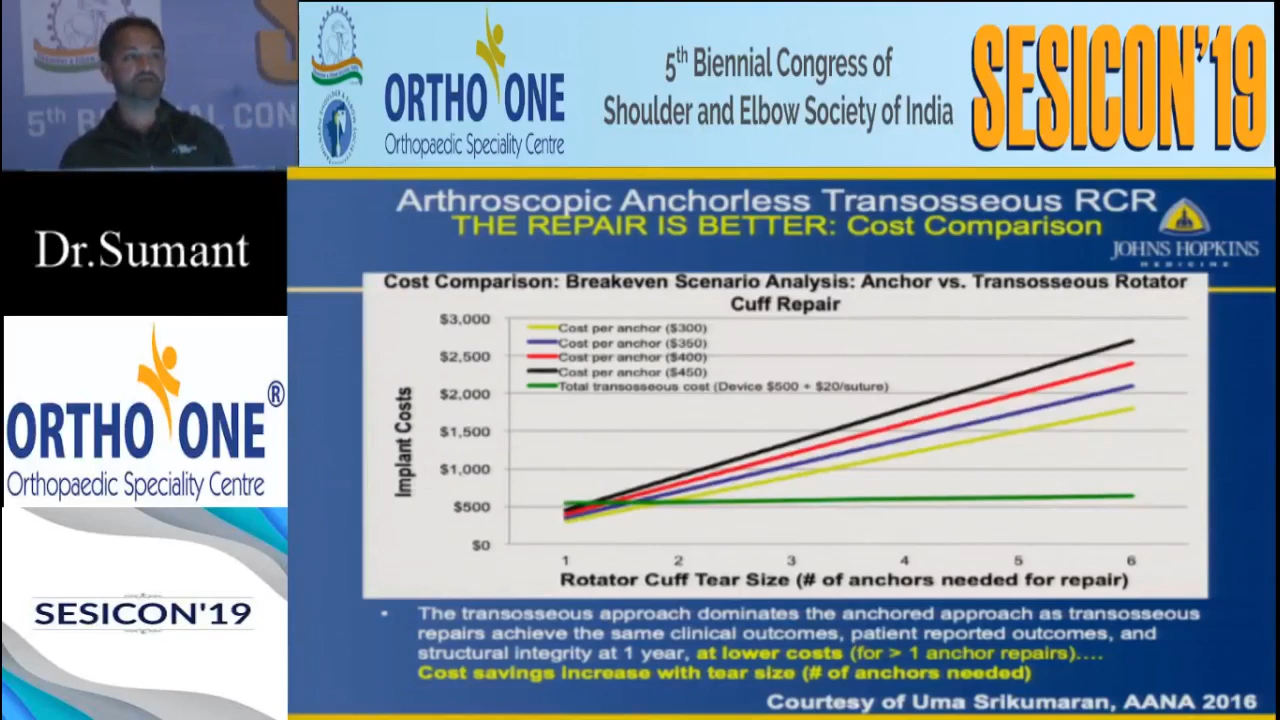 5th BI
AL CON
ORTHO ONE
Orthopaedic Speciality Centre
5th Biennial Congress of
Shoulder and Elbow Society of India
SESICON'19
Dr.Sumant
ORTHO ONE ®
Orthopaedic Speciality Centre
SESICON'19
Arthroscopic Anchorless Transosseous RCR
THE REPAIR IS BETTER: Cost Comparison
JOHNS HOPKINS
MEDICINE
Cost Comparison: Breakeven Scenario Analysis: Anchor vs. Transosseous Rotator
Cuff Repair
Implant Costs
$3,000
$2,500
$2,000
$1,500
$1,000
$500
$0
Cost per anchor ($300)
Cost per anchor ($350)
Cost per anchor ($400)
Cost per anchor ($450)
Total transosseous cost (Device $500 + $20/suture)
1 2 3 4 5 6
Rotator Cuff Tear Size (# of anchors needed for repair)
• The transosseous approach dominates the anchored approach as transosseous
repairs achieve the same clinical outcomes, patient reported outcomes, and
structural integrity at 1 year, at lower costs (for > 1 anchor repairs)....
Cost savings increase with tear size (# of anchors needed)
Courtesy of Uma Srikumaran, AANA 2016